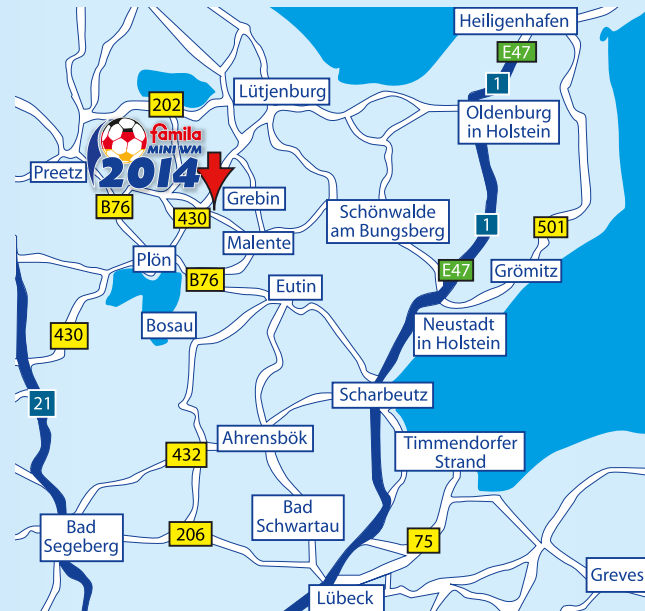 Heiligenhafen
E47
1
202
Lütjenburg
Oldenburg
in Holstein
famila
MINI WM
2014
Preetz
B76
430
Grebin
Schönwalde
am Bungsberg
1
501
Malente
Plön
B76
Eutin
E47
Grömitz
Bosau
430
Neustadt
in Holstein
21
Scharbeutz
Ahrensbök
Timmendorfer
Strand
432
Bad
Schwartau
Bad
Segeberg
206
75
Greves
Lübeck